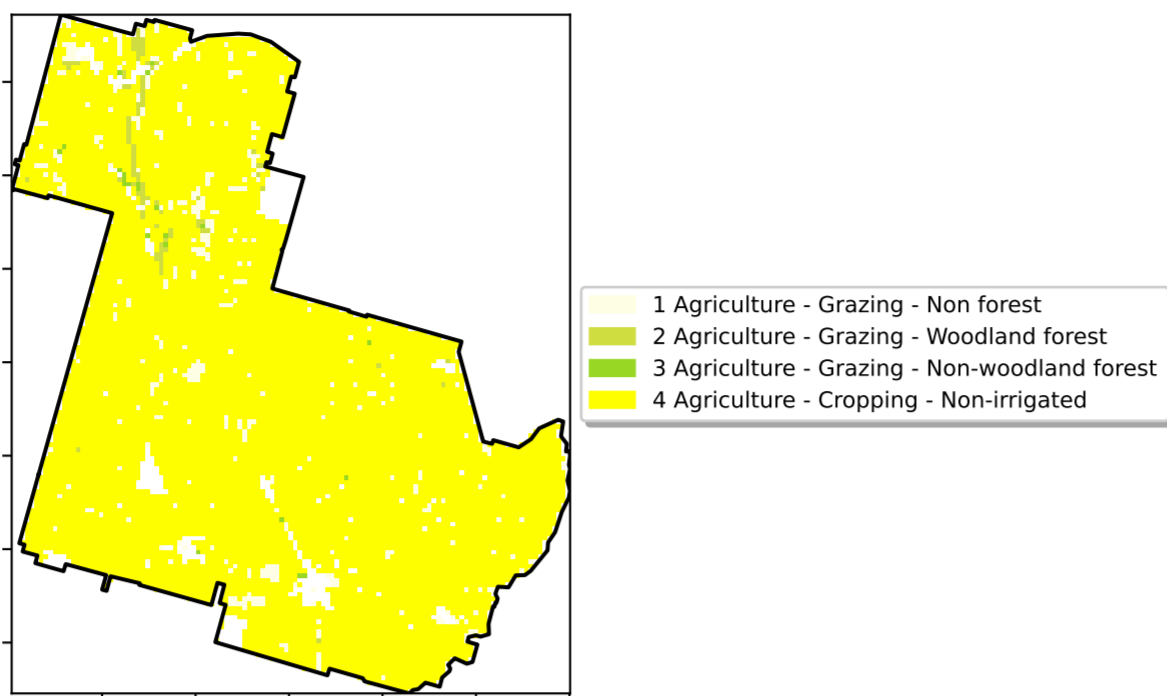 1 Agriculture - Grazing - Non forest
2 Agriculture - Grazing - Woodland forest
3 Agriculture - Grazing - Non-woodland forest
4 Agriculture - Cropping - Non-irrigated